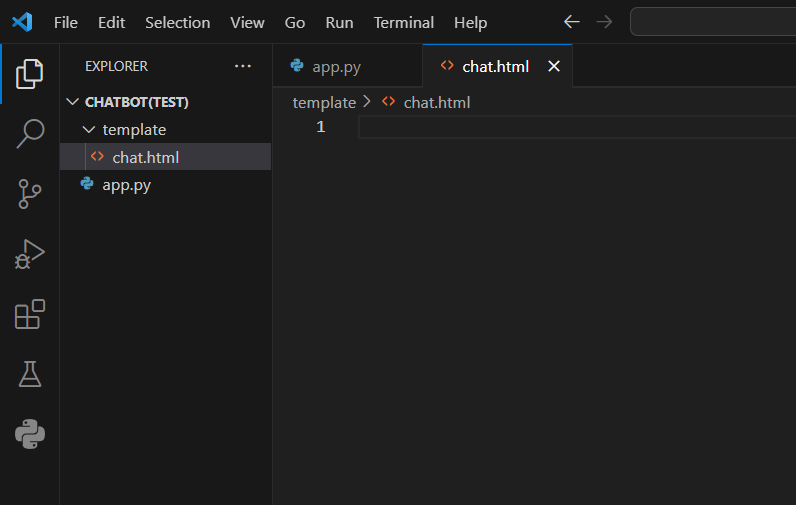 File Edit Selection View Go Run Terminal Help
EXPLORER ...
app.py chat.html
CHATBOT(TEST)
template
chat.html
app.py
template > chat.html
1